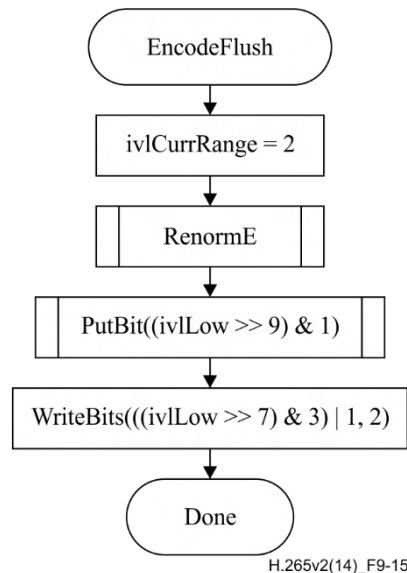 EncodeFlush
ivlCurrRange = 2
RenormE
PutBit((ivlLow >> 9) & 1)
WriteBits(((ivlLow >> 7) & 3) | 1, 2)
Done
H.265v2(14)_F9-15